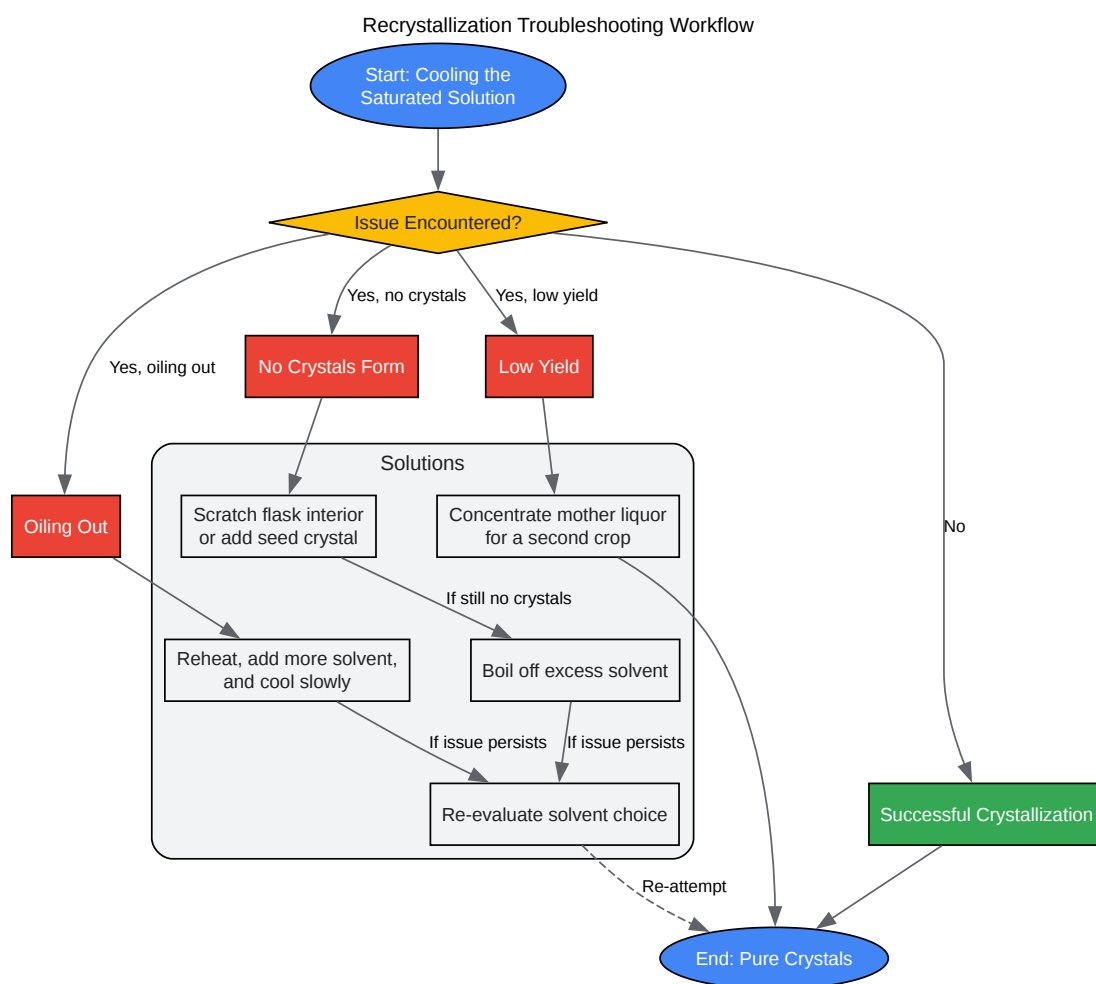 Recrystallization Troubleshooting Workflow
Start: Cooling the
Saturated Solution
Issue Encountered?
Yes, no crystals
Yes, low yield
Yes, oiling out
No Crystals Form
Low Yield
Solutions
Oiling Out
Scratch flask interior
or add seed crystal
Concentrate mother liquor
for a second crop
No
If still no crystals
Reheat, add more solvent,
and cool slowly
Boil off excess solvent
If issue persists
If issue persists
Re-evaluate solvent choice
Successful Crystallization
Re-attempt
End: Pure Crystals